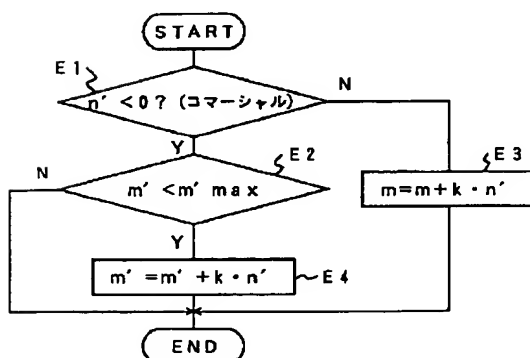 START
E1
n' <0? (コマーシャル)
N
Y
E2
N
m' <m' max
E3
m=m+k・n'
Y
m' =m' +k・n'
E4
END